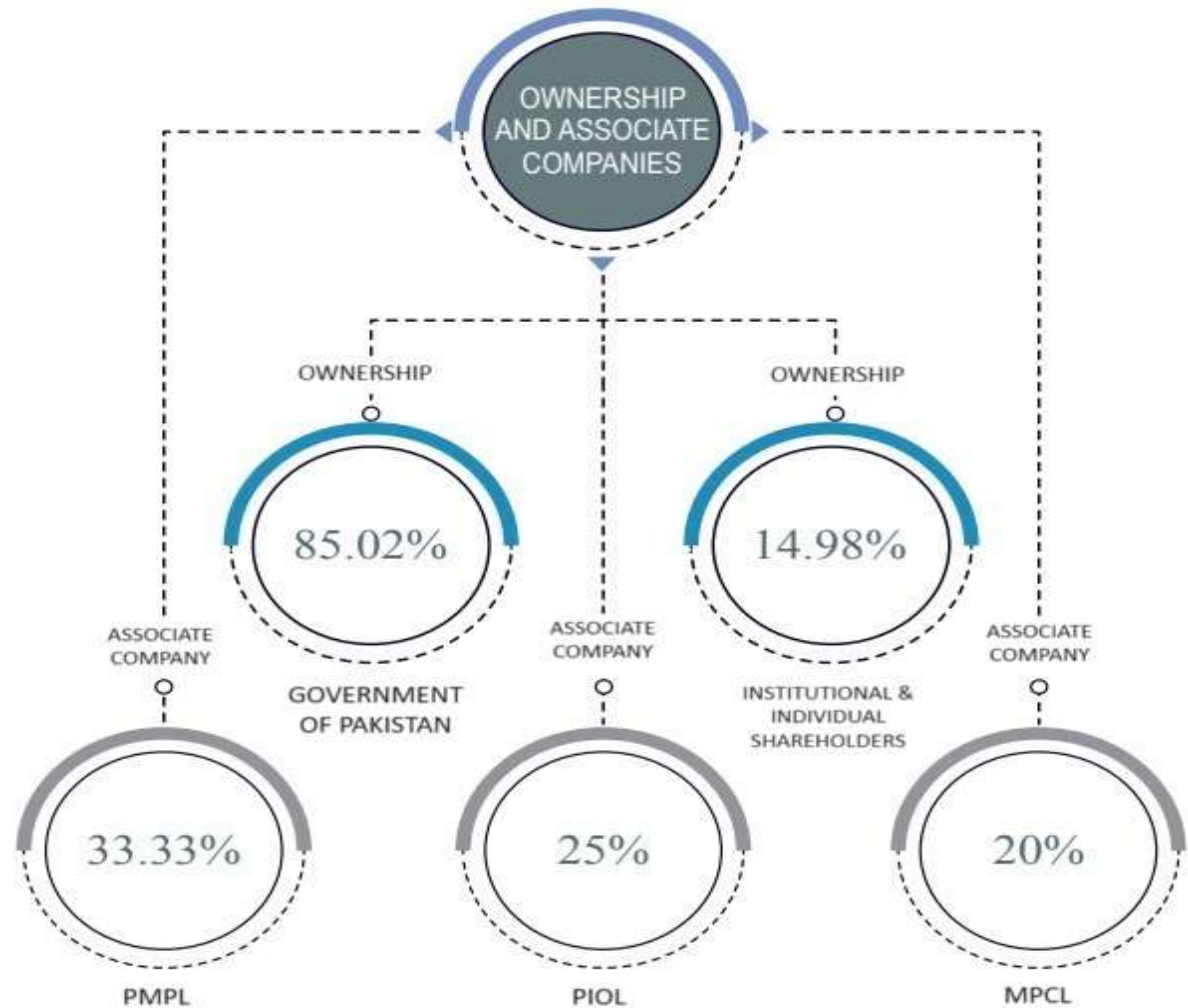 OWNERSHIP
AND ASSOCIATE
COMPANIES
OWNERSHIP
85.02%
GOVERNMENT
OF PAKISTAN
OWNERSHIP
14.98%
INSTITUTIONAL &
INDIVIDUAL
SHAREHOLDERS
ASSOCIATE
COMPANY
33.33%
PMPL
ASSOCIATE
COMPANY
25%
PIOL
ASSOCIATE
COMPANY
20%
MPCL